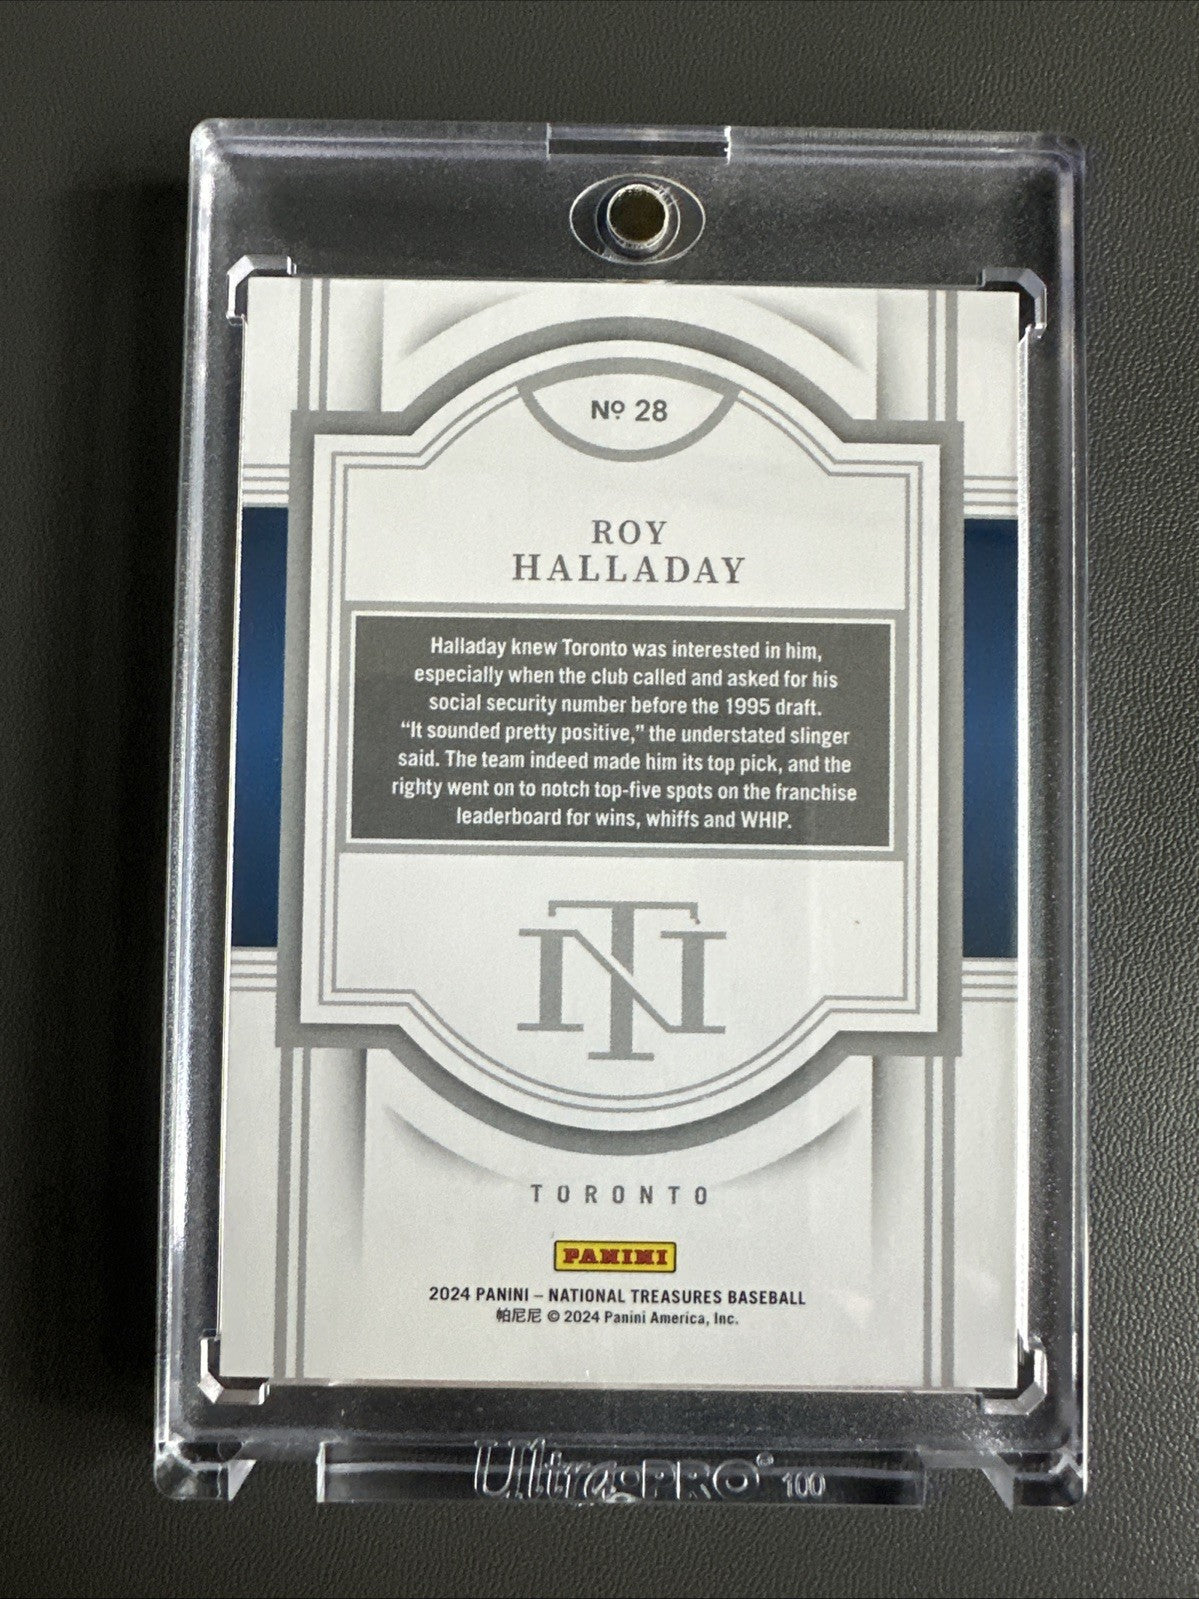 Nº 28
ROY
HALLADAY
Halladay knew Toronto was interested in him,
especially when the club called and asked for his
social security number before the 1995 draft.
“It sounded pretty positive,” the understated slinger
said. The team indeed made him its top pick, and the
righty went on to notch top-five spots on the franchise
leaderboard for wins, whiffs and WHIP.
NT
TORONTO
PANINI
2024 PANINI – NATIONAL TREASURES BASEBALL
帕尼尼 © 2024 Panini America, Inc.
Ultra PRO® 100